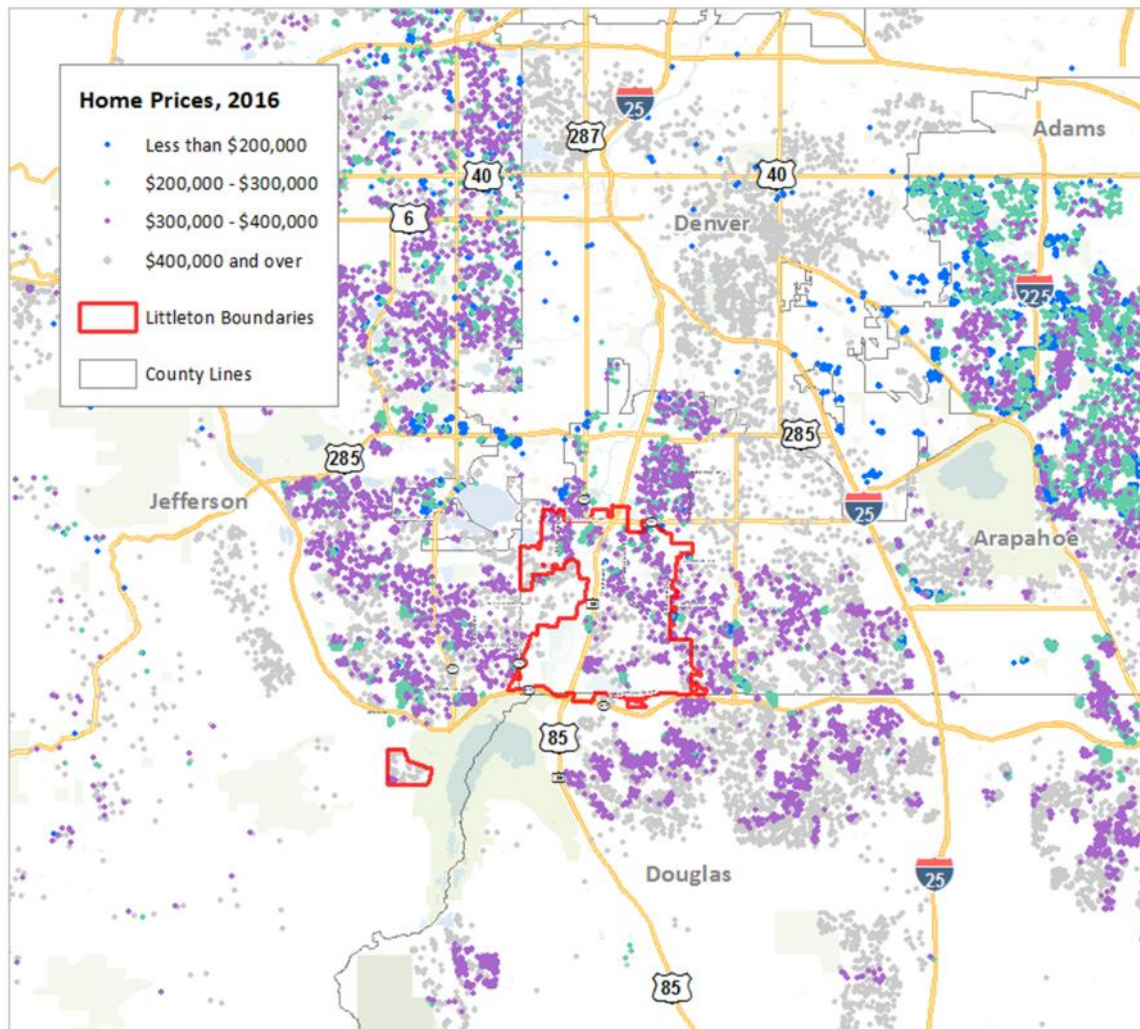 Home Prices, 2016
Less than $200,000
$200,000 - $300,000
$300,000 - $400,000
$400,000 and over
Littleton Boundaries
County Lines
25
Adams
287
40
40
6
Denver
225
285
285
Jefferson
25
Arapahoe
85
Douglas
25
85